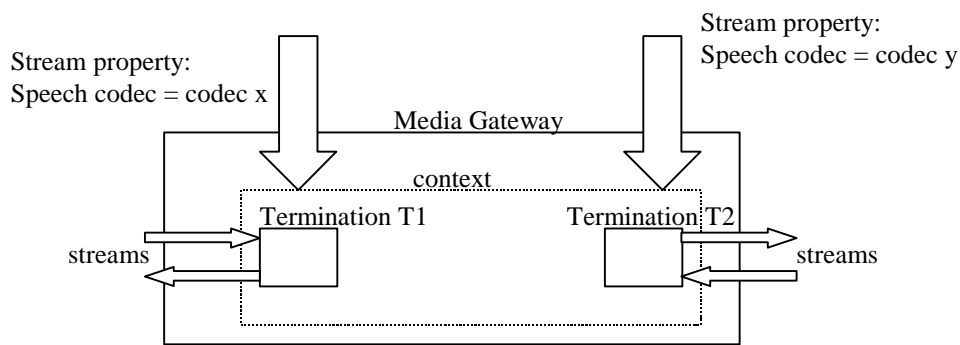 Stream property:
Speech codec = codec x
Stream property:
Speech codec = codec y
Media Gateway
context
Termination T1
Termination T2
streams
streams